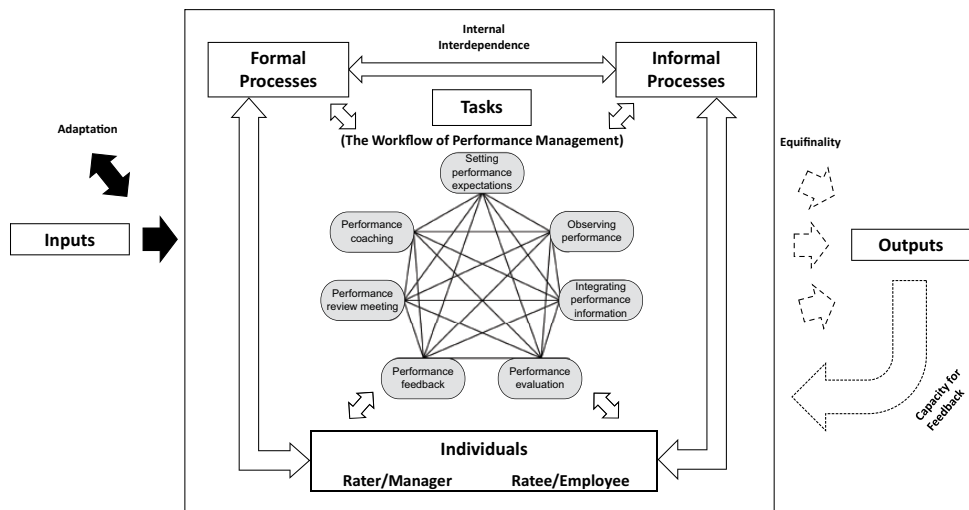 Internal
Interdependence
Formal
Processes
Informal
Processes
Tasks
(The Workflow of Performance Management)
Adaptation
Equifinality
Setting
performance
expectations
Performance
coaching
Observing
performance
Inputs
Outputs
Performance
review meeting
Integrating
performance
information
Performance
feedback
Performance
evaluation
Capacity for
Feedback
Individuals
Rater/Manager
Ratee/Employee